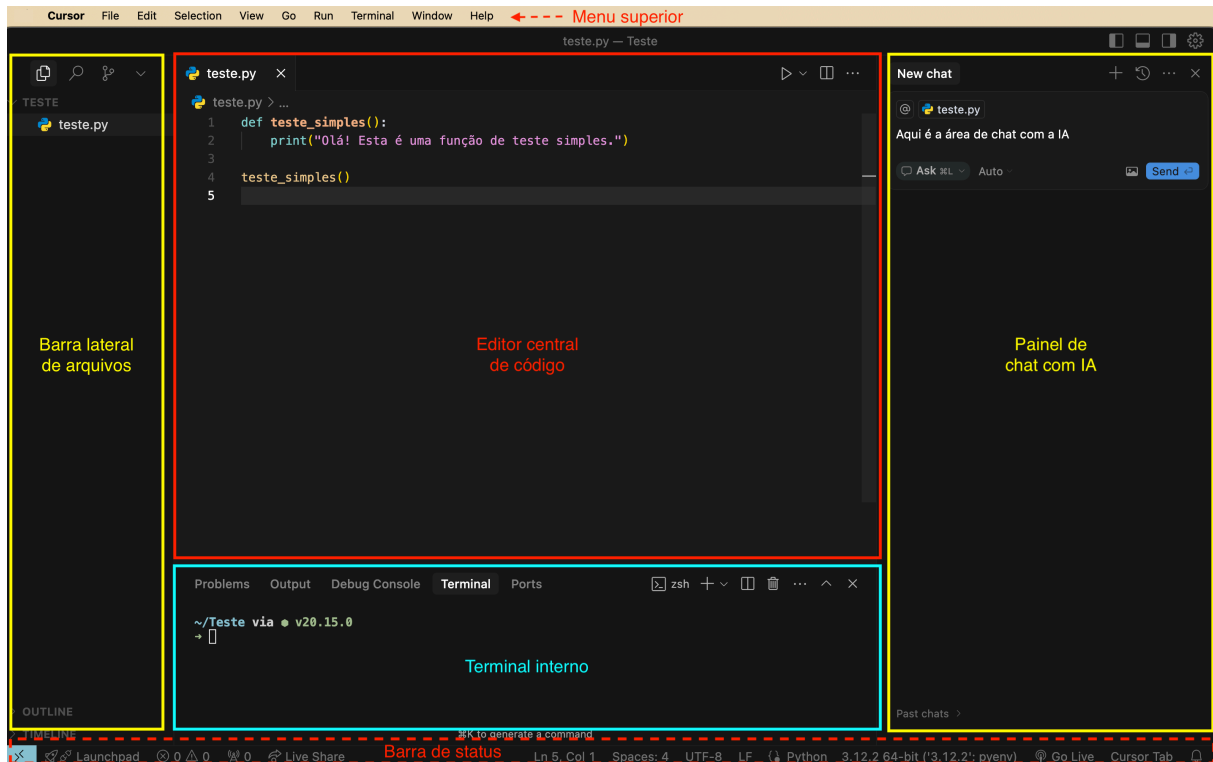 Cursor File Edit Selection View Go Run Terminal Window Help Menu superior
teste.py — Teste
teste.py
New chat
TESTE
teste.py > ...
@ teste.py
teste.py
1 def teste_simples():
Aqui é a área de chat com a IA
2 print("Olá! Esta é uma função de teste simples.")
3
4 teste_simples()
Ask ⌘L Auto Send
5
Barra lateral
de arquivos
Editor central
de código
Painel de
chat com IA
Problems Output Debug Console Terminal Ports zsh
~/Teste via v20.15.0
Terminal interno
OUTLINE
Past chats >
TIMELINE
⌘K to generate a command
Launchpad 0 0 0 Live Share Barra de status Ln 5, Col 1 Spaces: 4 UTF-8 LF Python 3.12.2 64-bit ('3.12.2': pyenv) Go Live Cursor Tab